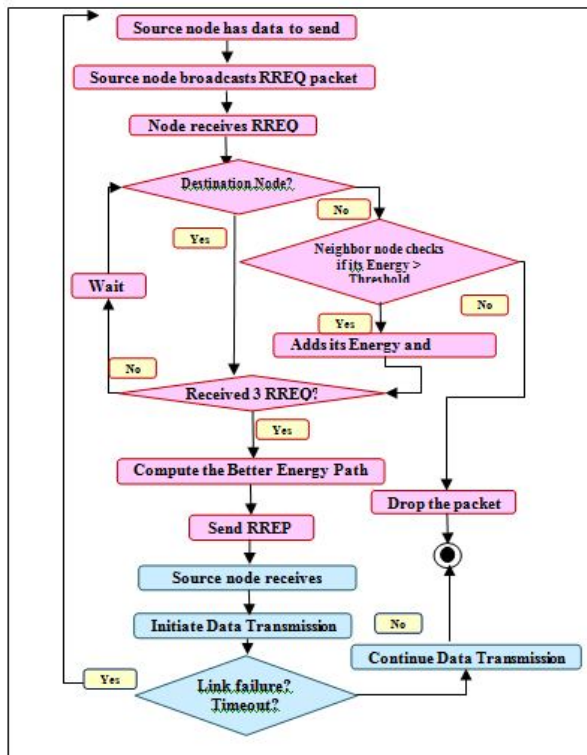 Source node has data to send
Source node broadcasts RREQ packet
Node receives RREQ
Destination Node?
No
Yes
Neighbor node checks
if its Energy >
Threshold
Wait
No
Yes
Adds its Energy and
No
Received 3 RREQ?
Yes
Compute the Better Energy Path
Drop the packet
Send RREP
Source node receives
Initiate Data Transmission
No
Continue Data Transmission
Yes
Link failure?
Timeout?